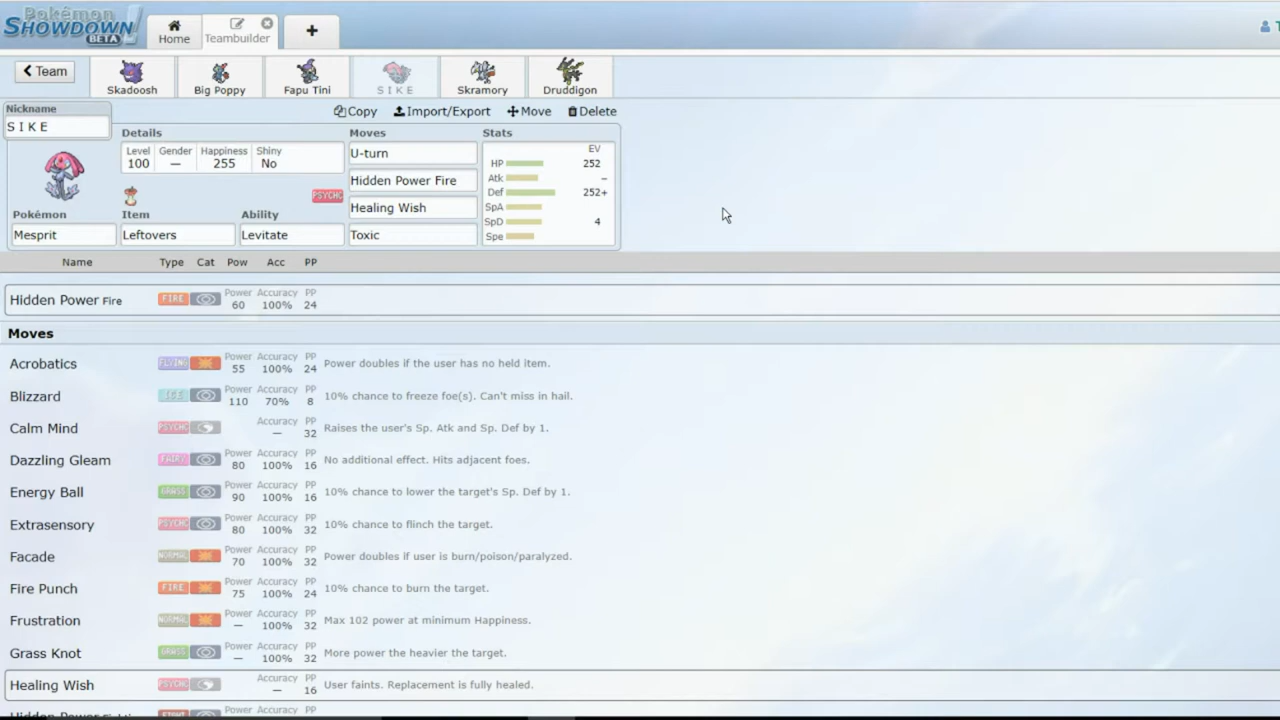 Pokémon
SHOWDOWN!
BETA
Home
Teambuilder
+
Team
Skadoosh
Big Poppy
Fapu Tini
S I K E
Skramory
Druddigon
Nickname
S I K E
Copy Import/Export Move Delete
Details Moves Stats
Level Gender Happiness Shiny
100 — 255 No
PSYCHC
Pokémon Item Ability
Mesprit Leftovers Levitate
U-turn
Hidden Power Fire
Healing Wish
Toxic
EV
HP 252
Atk –
Def 252+
SpA
SpD 4
Spe
Name Type Cat Pow Acc PP
Hidden Power Fire FIRE Power 60 Accuracy 100% PP 24
Moves
Acrobatics FLYING Power 55 Accuracy 100% PP 24 Power doubles if the user has no held item.
Blizzard ICE Power 110 Accuracy 70% PP 8 10% chance to freeze foe(s). Can't miss in hail.
Calm Mind PSYCHC Accuracy — PP 32 Raises the user's Sp. Atk and Sp. Def by 1.
Dazzling Gleam FAIRY Power 80 Accuracy 100% PP 16 No additional effect. Hits adjacent foes.
Energy Ball GRASS Power 90 Accuracy 100% PP 16 10% chance to lower the target's Sp. Def by 1.
Extrasensory PSYCHC Power 80 Accuracy 100% PP 32 10% chance to flinch the target.
Facade NORMAL Power 70 Accuracy 100% PP 32 Power doubles if user is burn/poison/paralyzed.
Fire Punch FIRE Power 75 Accuracy 100% PP 24 10% chance to burn the target.
Frustration NORMAL Power — Accuracy 100% PP 32 Max 102 power at minimum Happiness.
Grass Knot GRASS Power — Accuracy 100% PP 32 More power the heavier the target.
Healing Wish PSYCHC Accuracy — PP 16 User faints. Replacement is fully healed.
Hidden Power Fighting FIGHT Power Accuracy PP